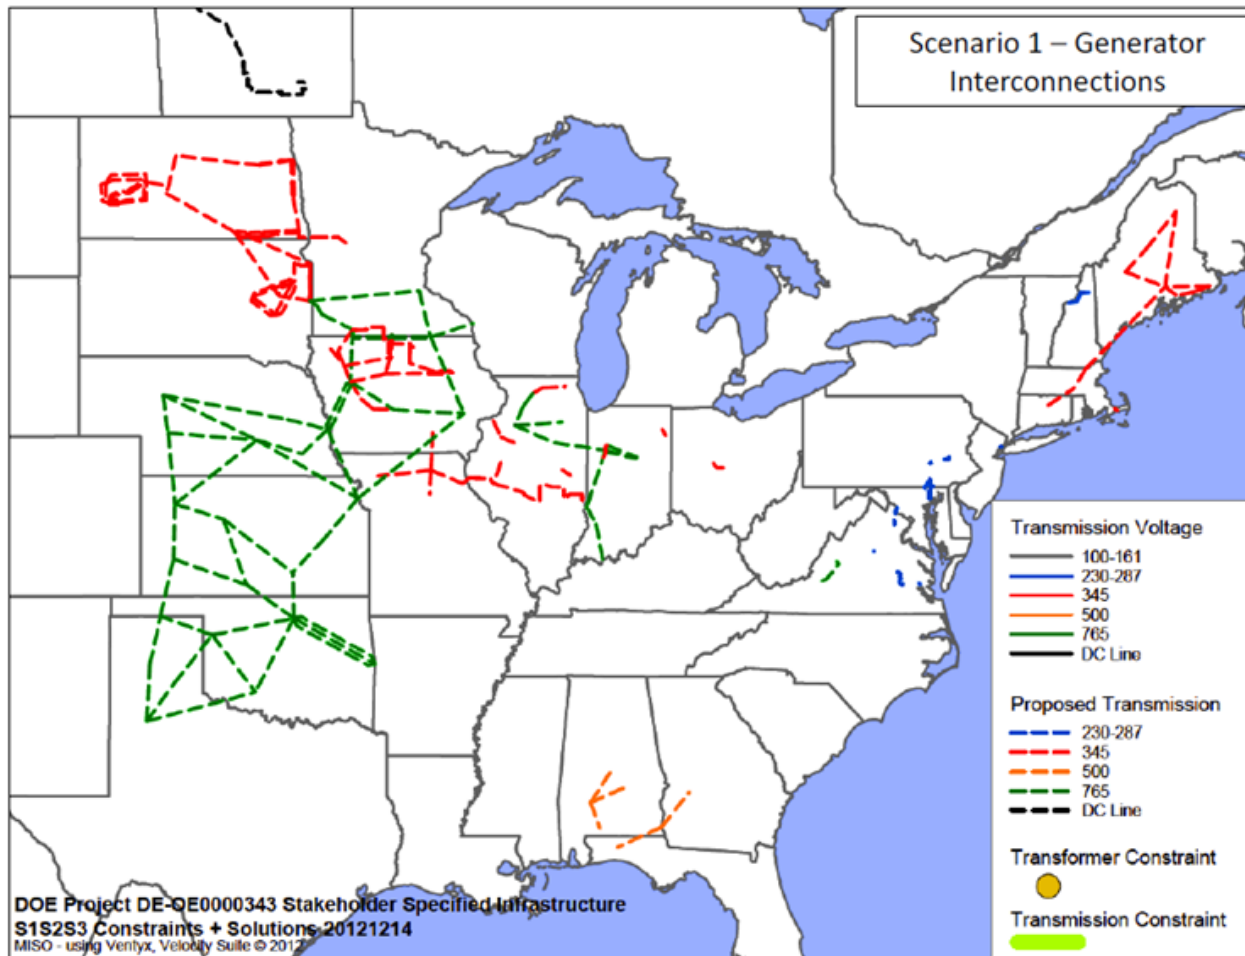 Scenario 1 – Generator
Interconnections
Transmission Voltage
100-161
230-287
345
500
765
DC Line
Proposed Transmission
230-287
345
500
765
DC Line
Transformer Constraint
Transmission Constraint
DOE Project DE-OE0000343 Stakeholder Specified Infrastructure
S1S2S3 Constraints + Solutions 20121214
MISO - using Ventyx, Velocity Suite © 2012